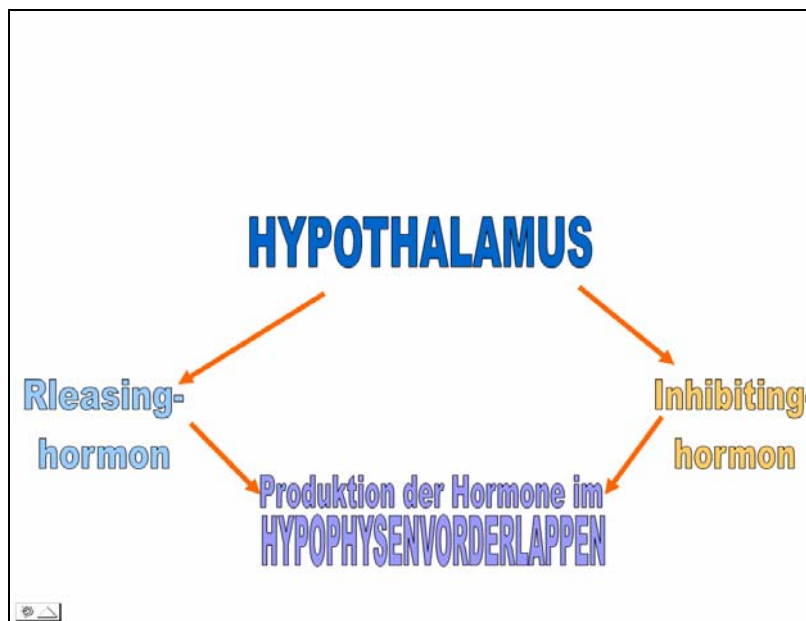 HYPOTHALAMUS
Rleasing-
hormon
Inhibiting-
hormon
Produktion der Hormone im
HYPOPHYSENVORDERLAPPEN